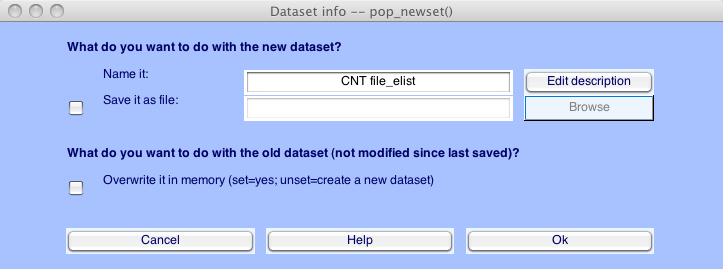 Dataset info -- pop_newset()
What do you want to do with the new dataset?
Name it: CNT file_elist Edit description
Save it as file: Browse
What do you want to do with the old dataset (not modified since last saved)?
Overwrite it in memory (set=yes; unset=create a new dataset)
Cancel Help Ok